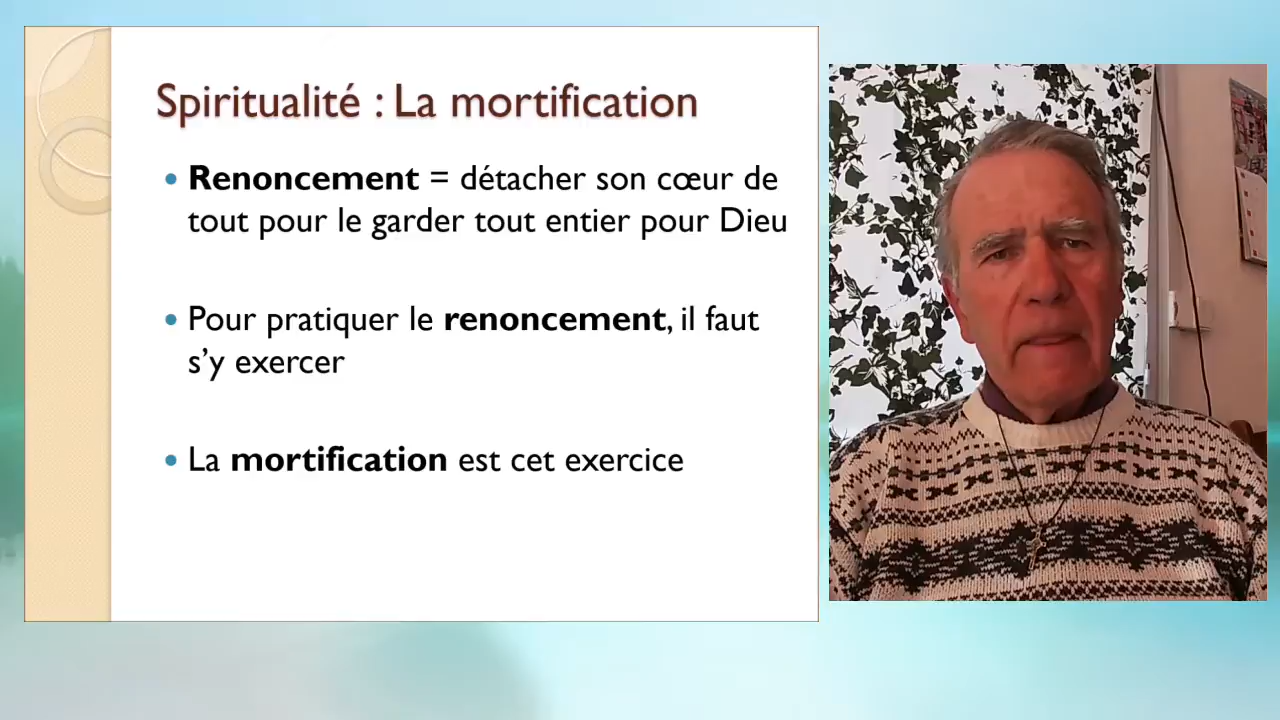 Spiritualité : La mortification
• Renoncement = détacher son cœur de
tout pour le garder tout entier pour Dieu
• Pour pratiquer le renoncement, il faut
s’y exercer
• La mortification est cet exercice